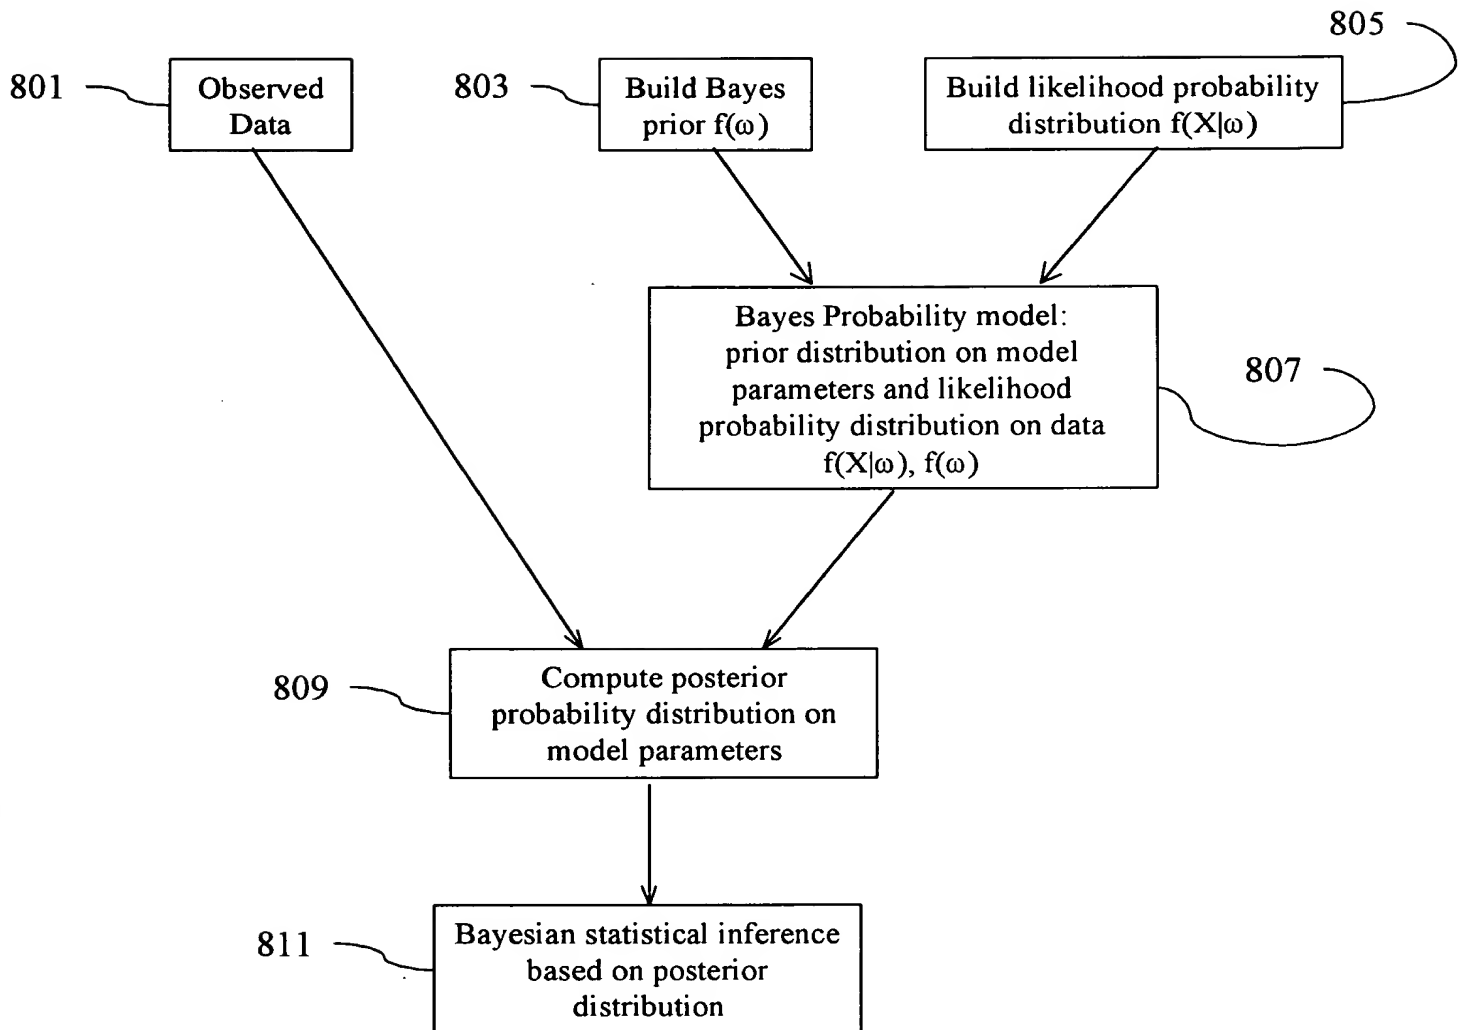 805
801
Observed
Data
803
Build Bayes
prior f(ω)
Build likelihood probability
distribution f(X|ω)
Bayes Probability model:
prior distribution on model
parameters and likelihood
probability distribution on data
f(X|ω), f(ω)
807
809
Compute posterior
probability distribution on
model parameters
811
Bayesian statistical inference
based on posterior
distribution